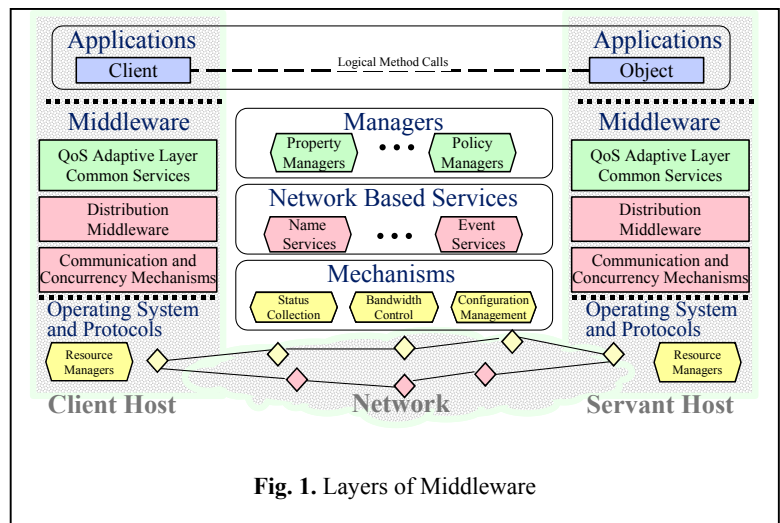 Applications
Client
Logical Method Calls
Applications
Object
Middleware
QoS Adaptive Layer
Common Services
Distribution
Middleware
Communication and
Concurrency Mechanisms
Operating System
and Protocols
Resource
Managers
Client Host
Managers
Property
Managers
• • •
Policy
Managers
Network Based Services
Name
Services
• • •
Event
Services
Mechanisms
Status
Collection
Bandwidth
Control
Configuration
Management
Network
Middleware
QoS Adaptive Layer
Common Services
Distribution
Middleware
Communication and
Concurrency Mechanisms
Operating System
and Protocols
Resource
Managers
Servant Host
Fig. 1. Layers of Middleware